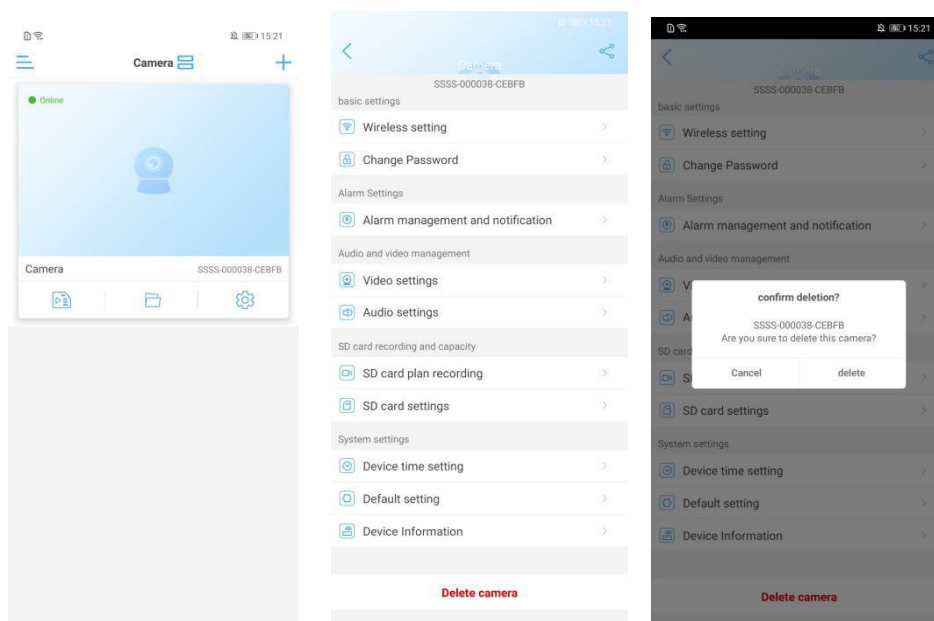 15:21
Camera
Online
Camera
SSSS-000038-CEBFB
15:21
Camera
SSSS-000038-CEBFB
basic settings
Wireless setting
Change Password
Alarm Settings
Alarm management and notification
Audio and video management
Video settings
Audio settings
SD card recording and capacity
SD card plan recording
SD card settings
System settings
Device time setting
Default setting
Device Information
Delete camera
15:21
SSSS-000038-CEBFB
basic settings
Wireless setting
Change Password
Alarm Settings
Alarm management and notification
Audio and video management
V
A
SD card
S
confirm deletion?
SSSS-000038-CEBFB
Are you sure to delete this camera?
Cancel delete
SD card settings
System settings
Device time setting
Default setting
Device Information
Delete camera